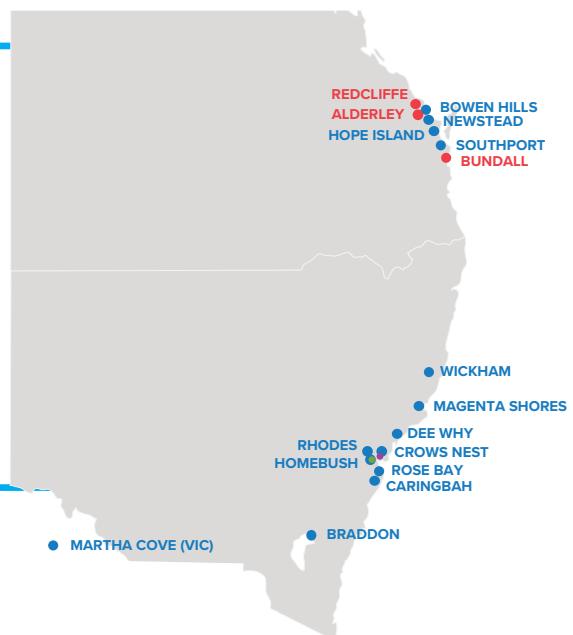 REDCLIFFE
BOWEN HILLS
ALDERLEY
NEWSTEAD
HOPE ISLAND
SOUTHPORT
BUNDALL
WICKHAM
MAGENTA SHORES
DEE WHY
RHODES
CROWS NEST
HOMEBUSH
ROSE BAY
CARINGBAH
BRADDON
MARTHA COVE (VIC)